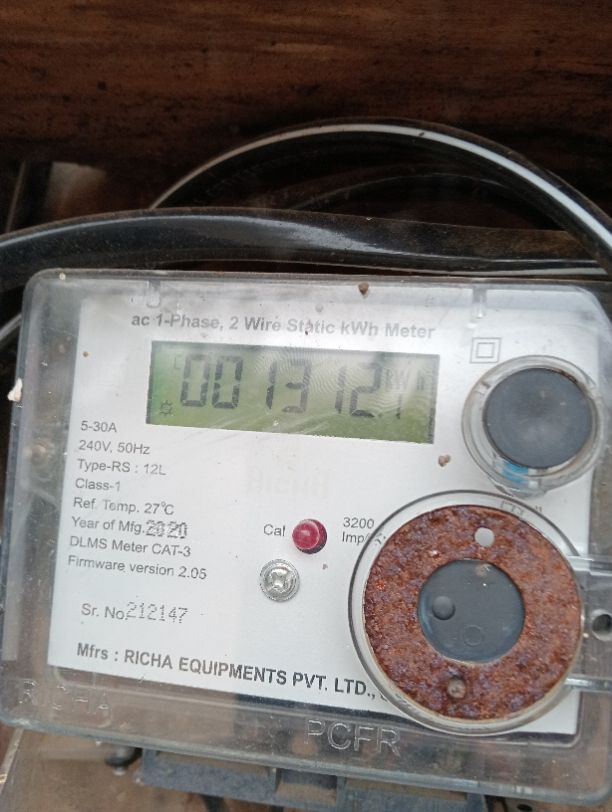 ac 1-Phase, 2 Wire Static kWh Meter
001312.1
kWh
5-30A
240V, 50Hz
Type-RS : 12L
Class-1
Ref. Temp. 27°C
Year of Mfg. 2020
DLMS Meter CAT-3
Firmware version 2.05
Cal
3200
Imp/
Sr. No 212147
Mfrs : RICHA EQUIPMENTS PVT. LTD.,
RICHA
PCFR